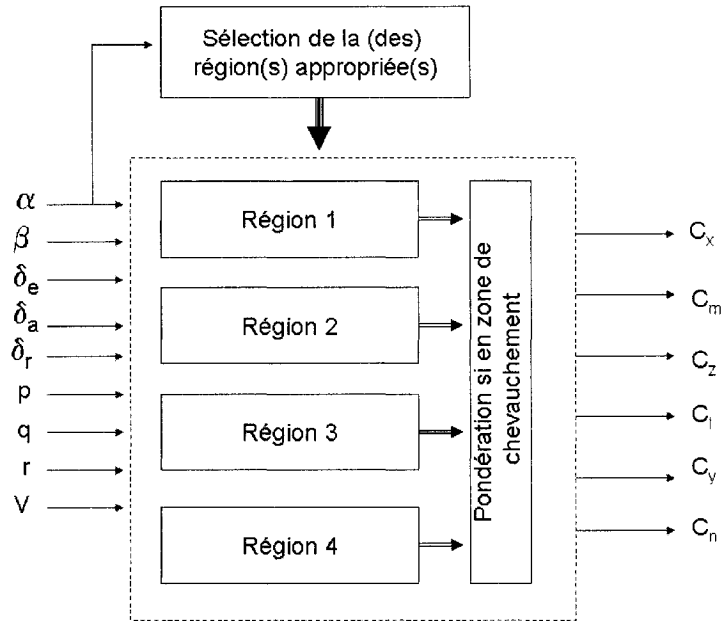 Sélection de la (des)
région(s) appropriée(s)
α
β
δe
δa
δr
p
q
r
V
Région 1
Région 2
Région 3
Région 4
Pondération si en zone de
chevauchement
Cx
Cm
Cz
Cl
Cy
Cn